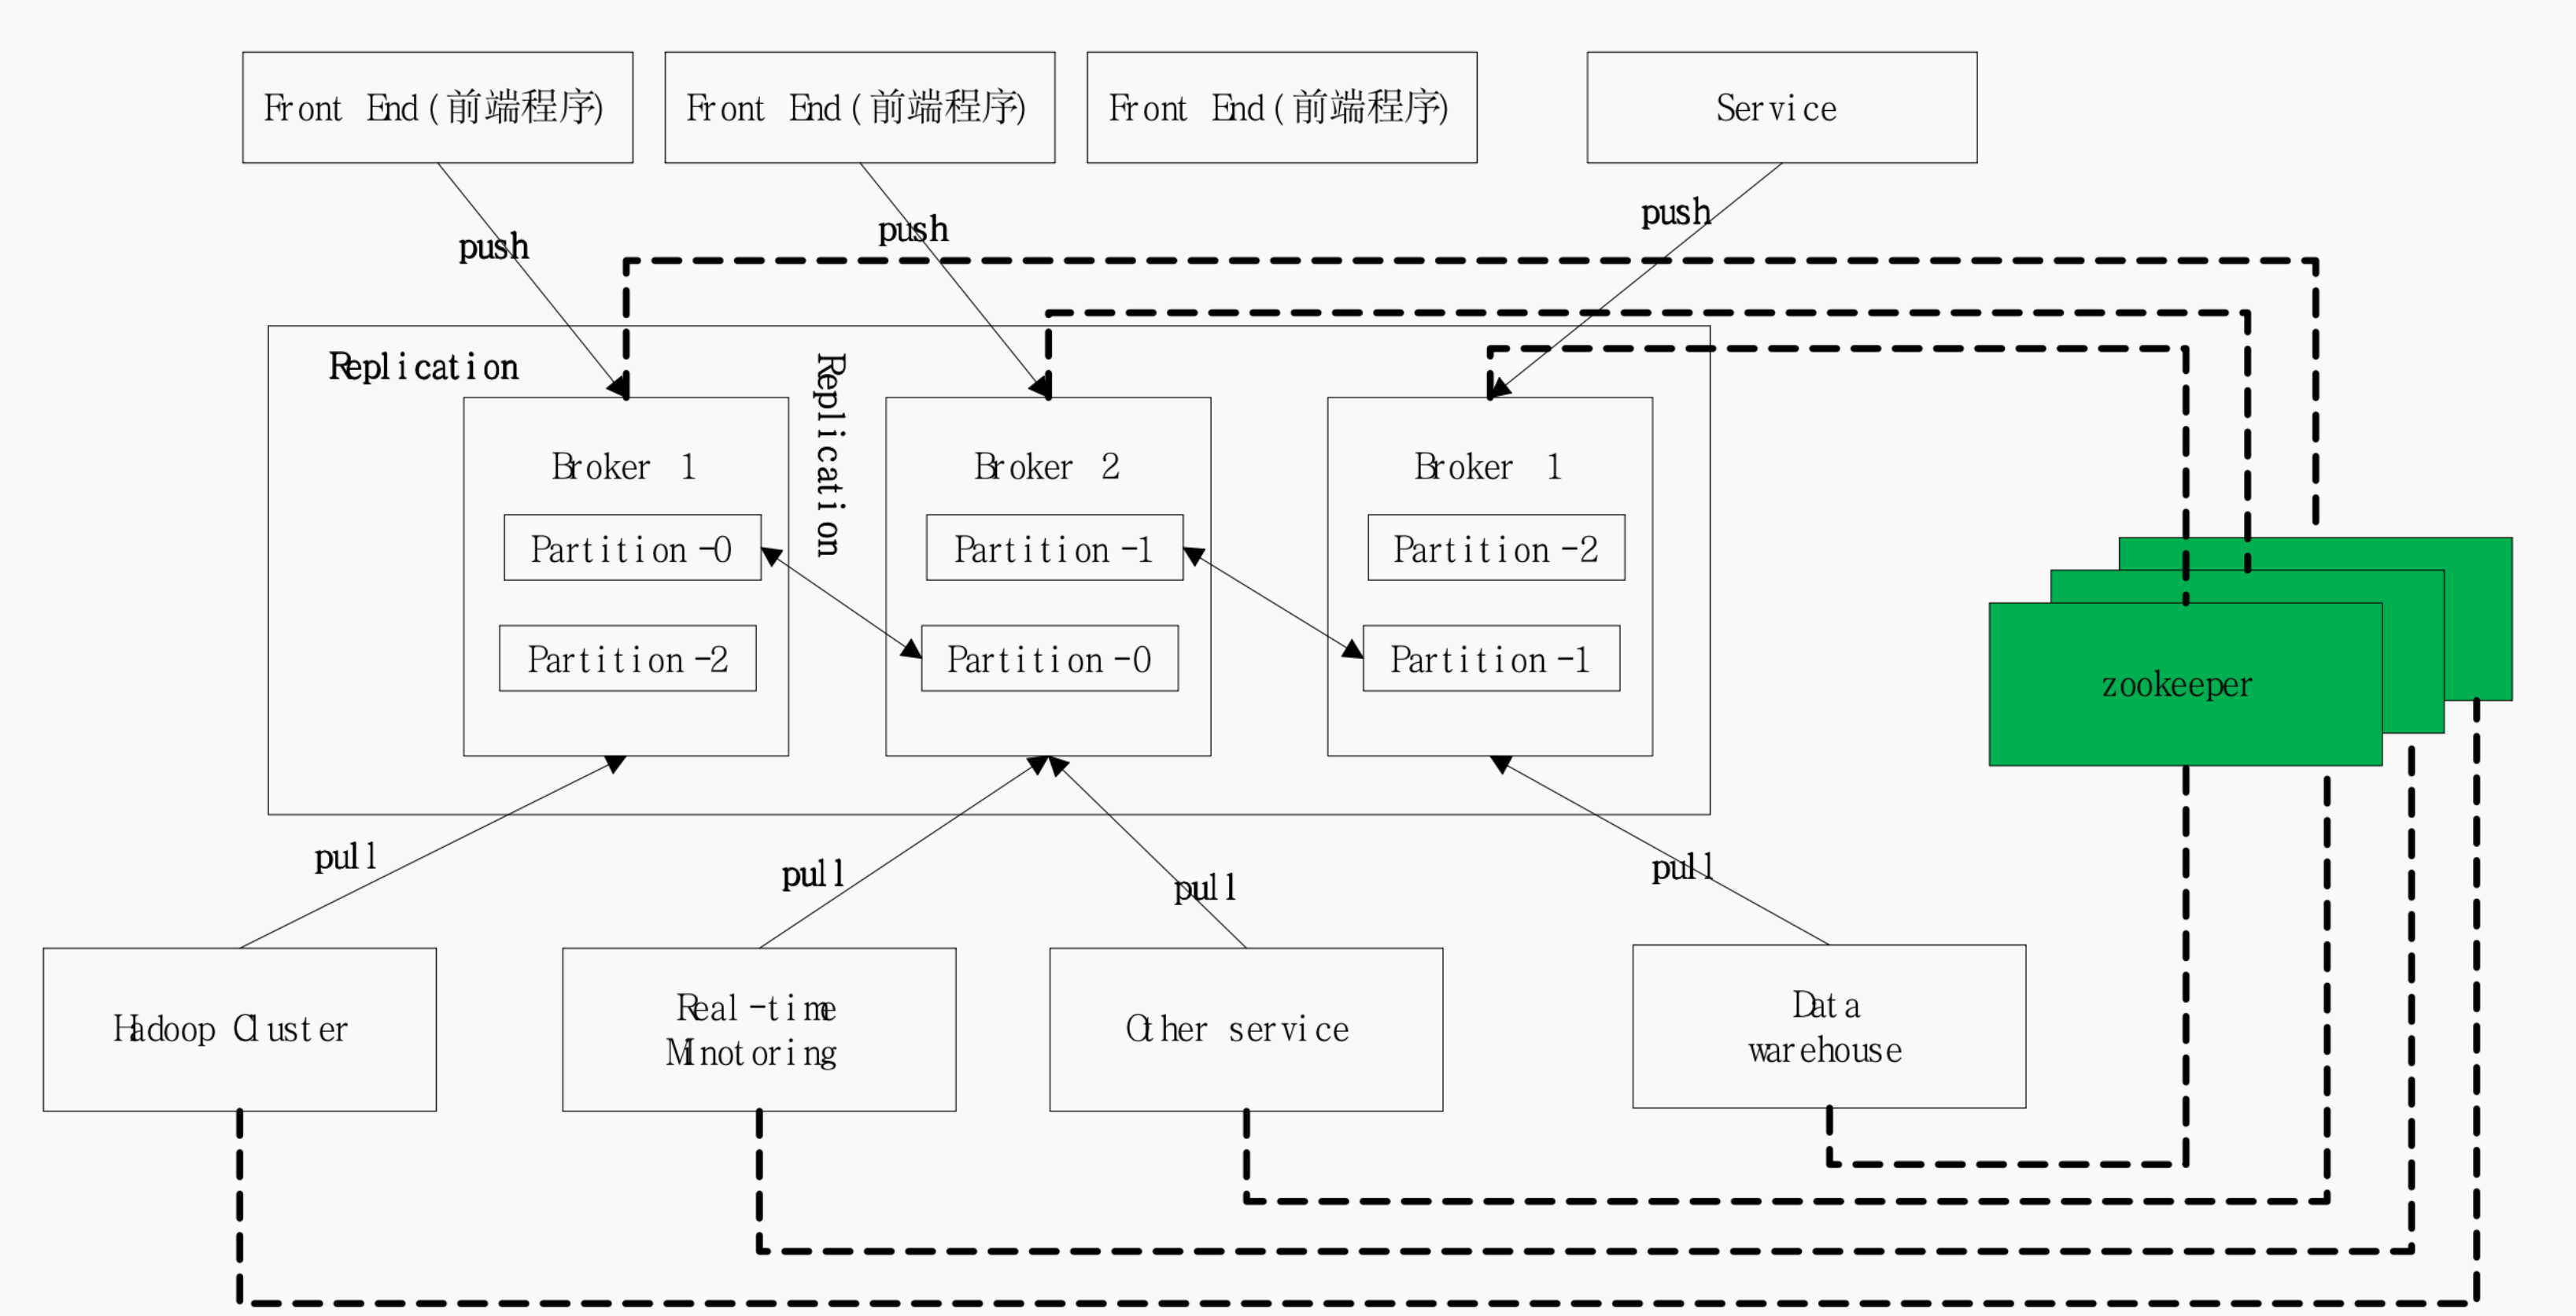 Front End(前端程序)
Front End(前端程序)
Front End(前端程序)
Service
push
push
push
Replication
Replication
Broker 1
Partition-0
Partition-2
Broker 2
Partition-1
Partition-0
Broker 1
Partition-2
Partition-1
zookeeper
pull
pull
pull
pull
Hadoop Cluster
Real-time
Minotoring
Other service
Data
warehouse